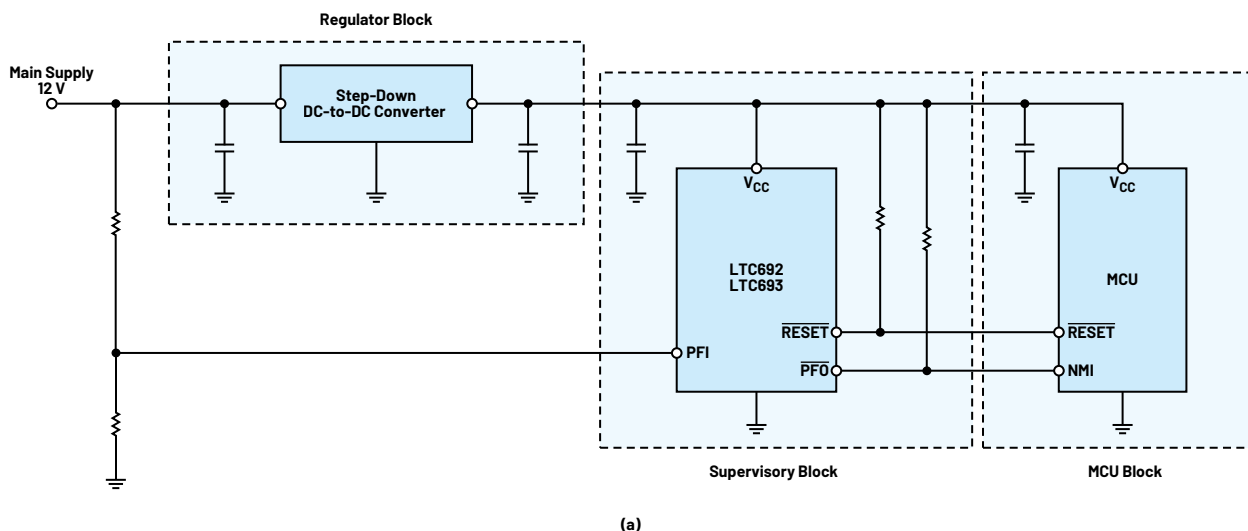 Regulator Block
Main Supply
12 V
Step-Down
DC-to-DC Converter
VCC
VCC
LTC692
LTC693
MCU
RESET
RESET
PFI
PFO
NMI
Supervisory Block
MCU Block
(a)